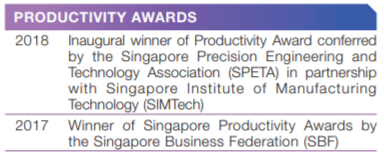 PRODUCTIVITY AWARDS
2018 Inaugural winner of Productivity Award conferred
by the Singapore Precision Engineering and
Technology Association (SPETA) in partnership
with Singapore Institute of Manufacturing
Technology (SIMTech)
2017 Winner of Singapore Productivity Awards by
the Singapore Business Federation (SBF)